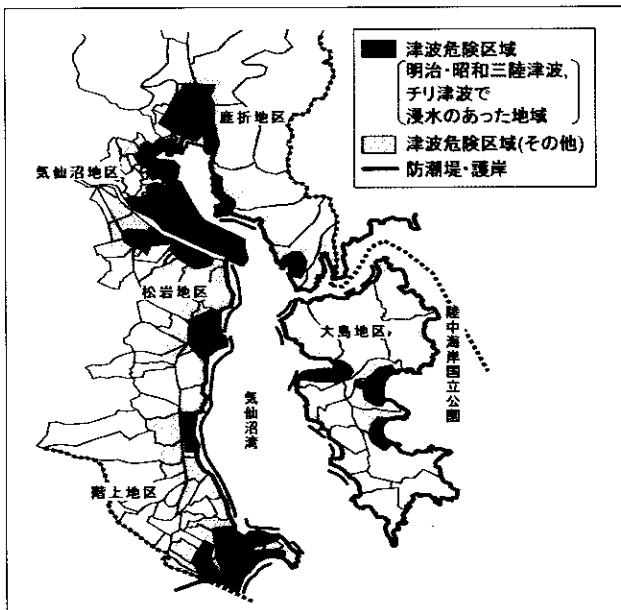 津波危険区域
明治・昭和三陸津波,
チリ津波で
浸水のあった地域
津波危険区域(その他)
防潮堤・護岸
鹿折地区
気仙沼地区
松岩地区
大島地区
陸中海岸国立公園
気仙沼湾
階上地区